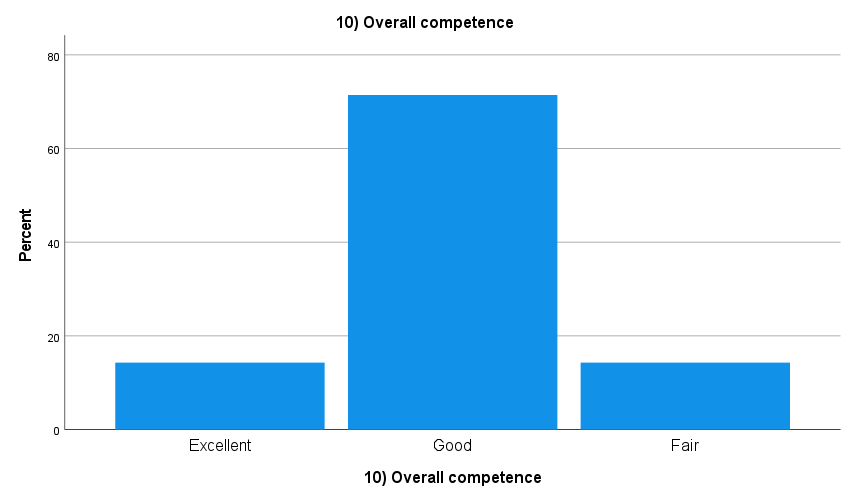 10) Overall competence
80
60
40
20
0
Percent
Excellent Good Fair
10) Overall competence